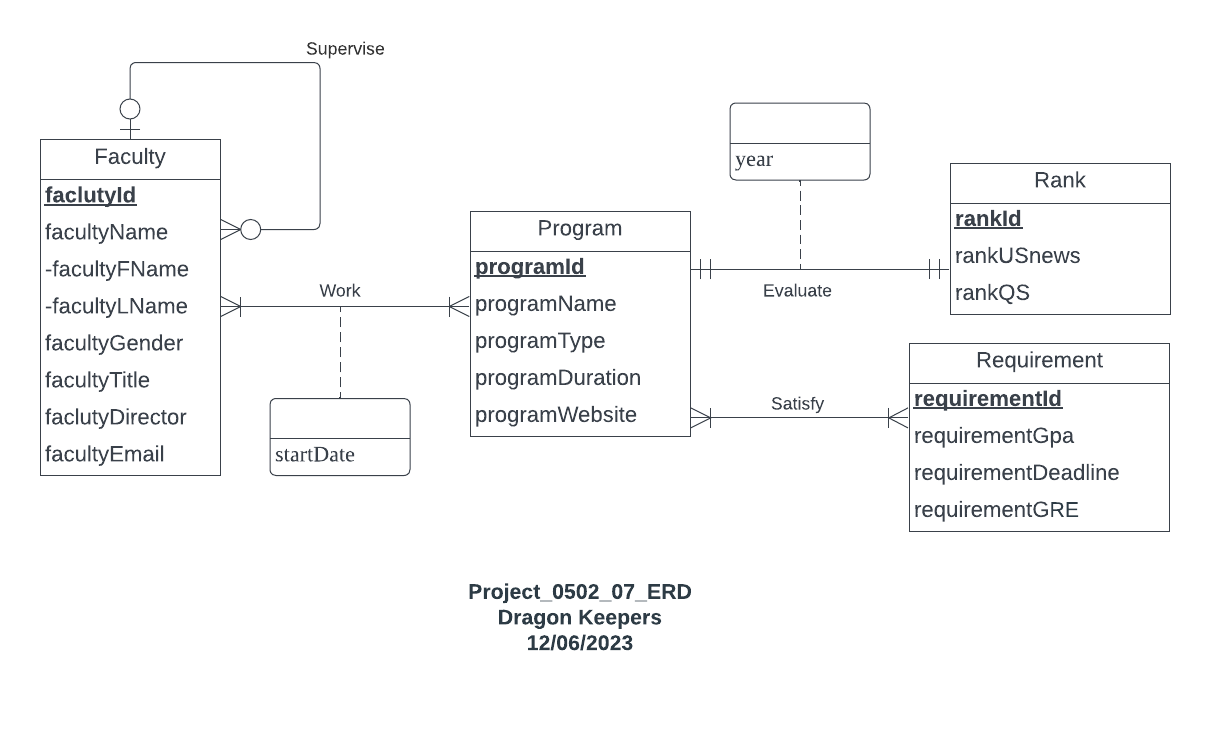 Supervise
Faculty
faclutyId
facultyName
-facultyFName
-facultyLName
facultyGender
facultyTitle
faclutyDirector
facultyEmail
Work
startDate
Program
programId
programName
programType
programDuration
programWebsite
year
Evaluate
Rank
rankId
rankUSnews
rankQS
Satisfy
Requirement
requirementId
requirementGpa
requirementDeadline
requirementGRE
Project_0502_07_ERD
Dragon Keepers
12/06/2023